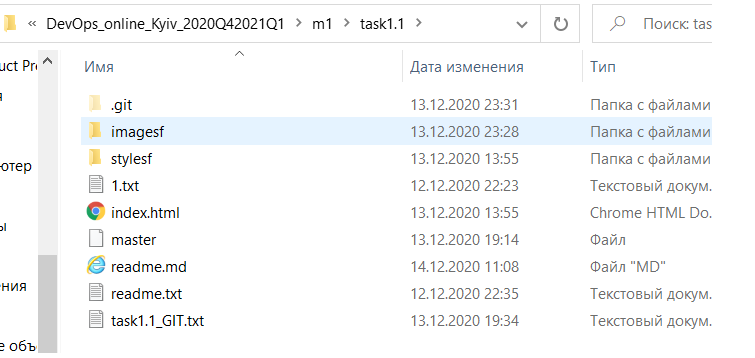 « DevOps_online_Kyiv_2020Q42021Q1 > m1 > task1.1 > Поиск: tas
uct Pro Имя Дата изменения Тип
я .git 13.12.2020 23:31 Папка с файлами
imagesf 13.12.2020 23:28 Папка с файлами
ютер stylesf 13.12.2020 13:55 Папка с файлами
1.txt 12.12.2020 22:23 Текстовый докум...
index.html 13.12.2020 13:55 Chrome HTML Do...
ы master 13.12.2020 19:14 Файл
readme.md 14.12.2020 11:08 Файл "MD"
ения readme.txt 12.12.2020 22:35 Текстовый докум...
task1.1_GIT.txt 13.12.2020 19:34 Текстовый докум...
е объ